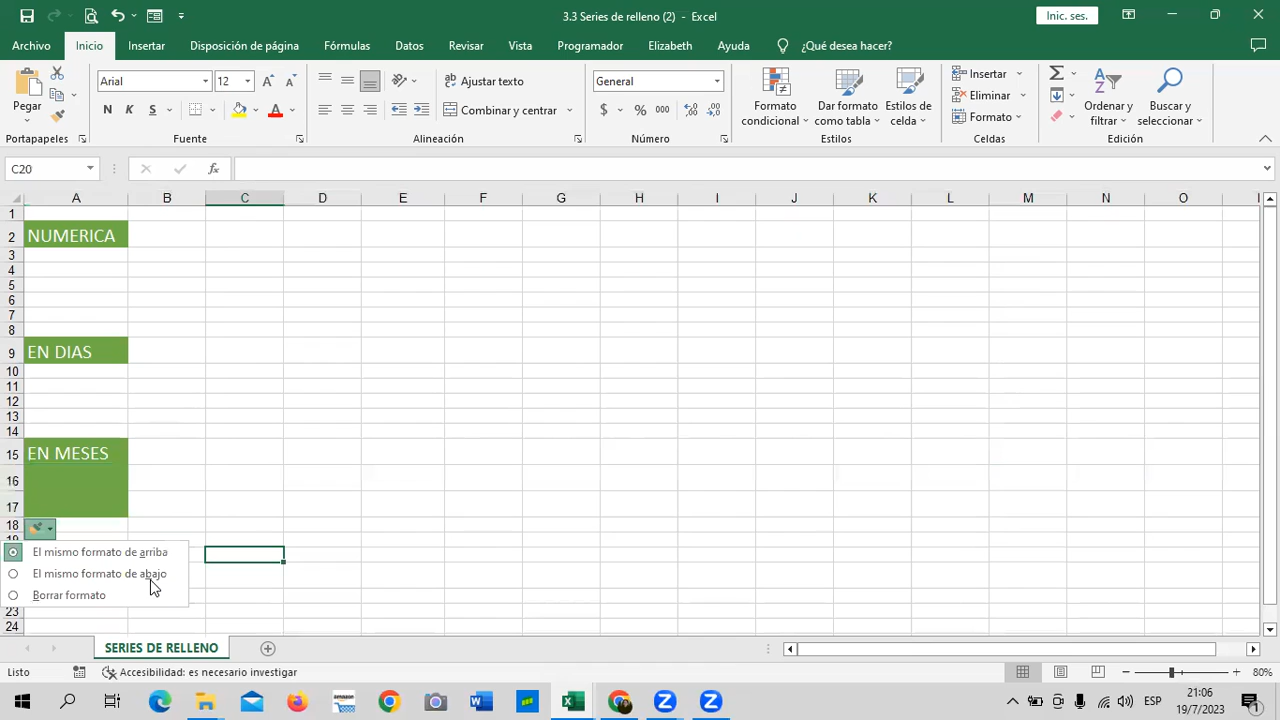 3.3 Series de relleno (2) - Excel
Inic. ses.
Archivo Inicio Insertar Disposición de página Fórmulas Datos Revisar Vista Programador Elizabeth Ayuda ¿Qué desea hacer?
Pegar
Arial 12
N K S
Ajustar texto
Combinar y centrar
General
$ % 000
Formato condicional
Dar formato como tabla
Estilos de celda
Insertar
Eliminar
Formato
Ordenar y filtrar
Buscar y seleccionar
Portapapeles Fuente Alineación Número Estilos Celdas Edición
C20
fx
A B C D E F G H I J K L M N O
1
2 NUMERICA
3
4
5
6
7
8
9 EN DIAS
10
11
12
13
14
15 EN MESES
16
17
18
19
El mismo formato de arriba
El mismo formato de abajo
Borrar formato
23
24
SERIES DE RELLENO
Listo Accesibilidad: es necesario investigar 80%
ESP 21:06
19/7/2023